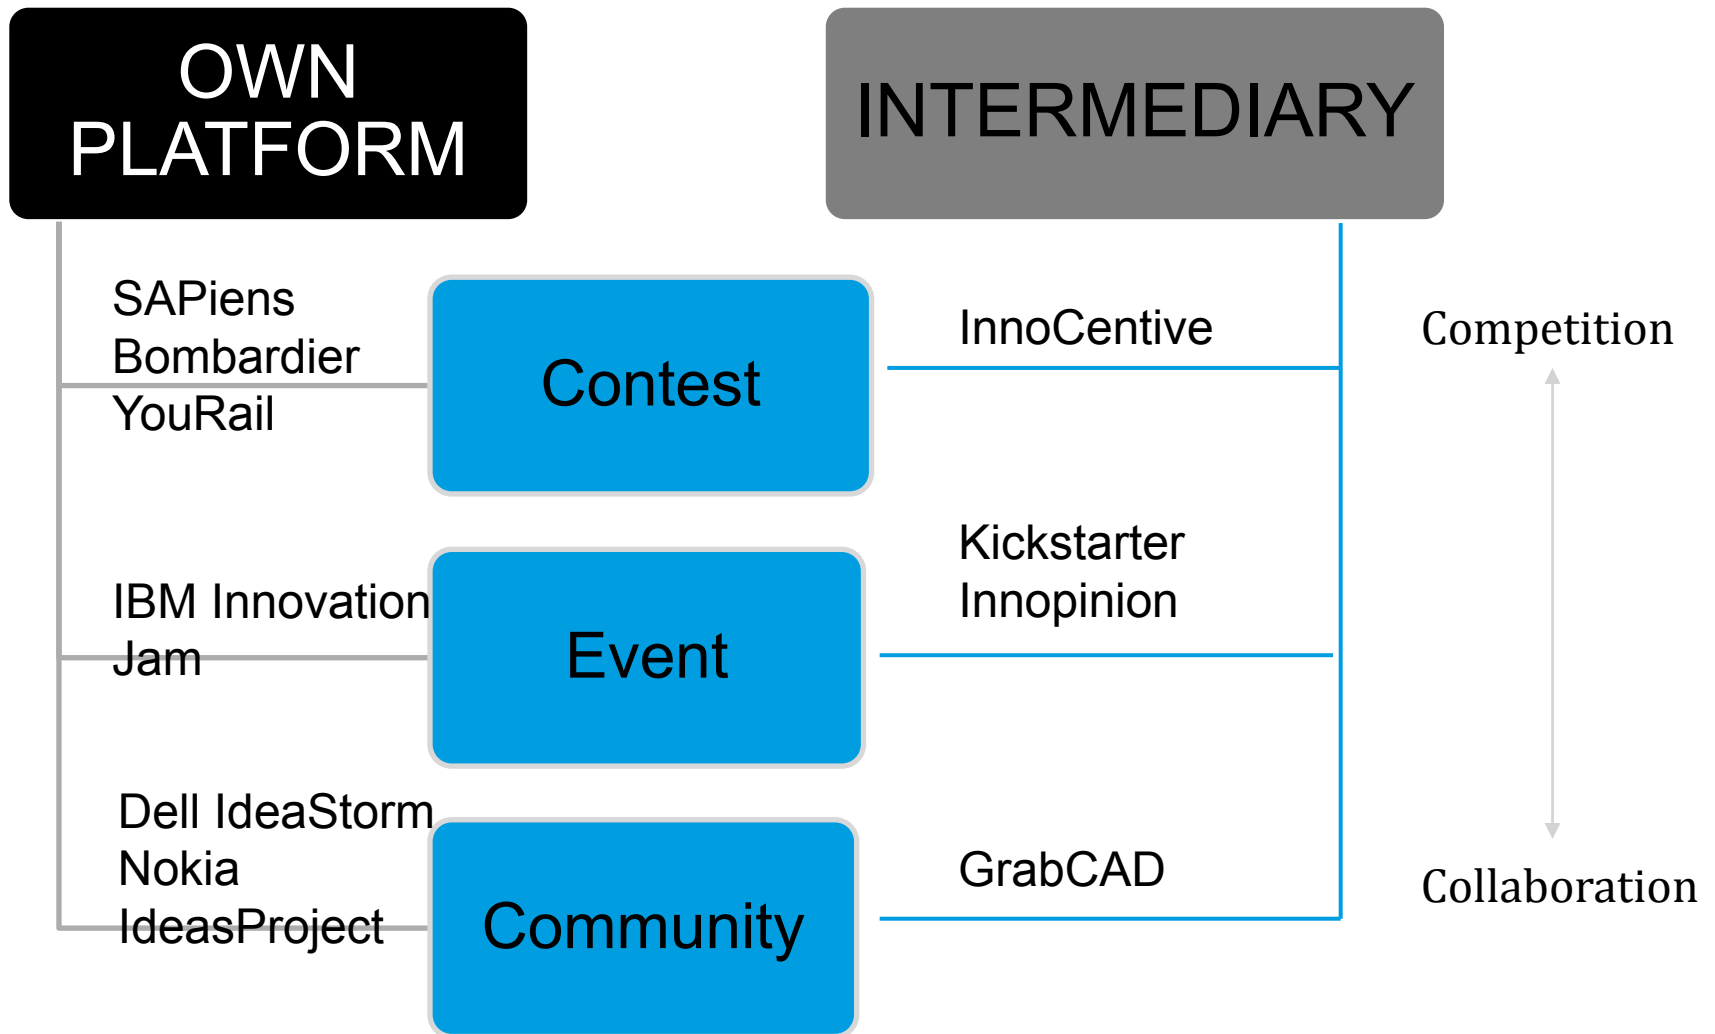 OWN
PLATFORM
INTERMEDIARY
SAPiens
Bombardier
YouRail
Contest
InnoCentive
Competition
IBM Innovation
Jam
Event
Kickstarter
Innopinion
Dell IdeaStorm
Nokia
IdeasProject
Community
GrabCAD
Collaboration